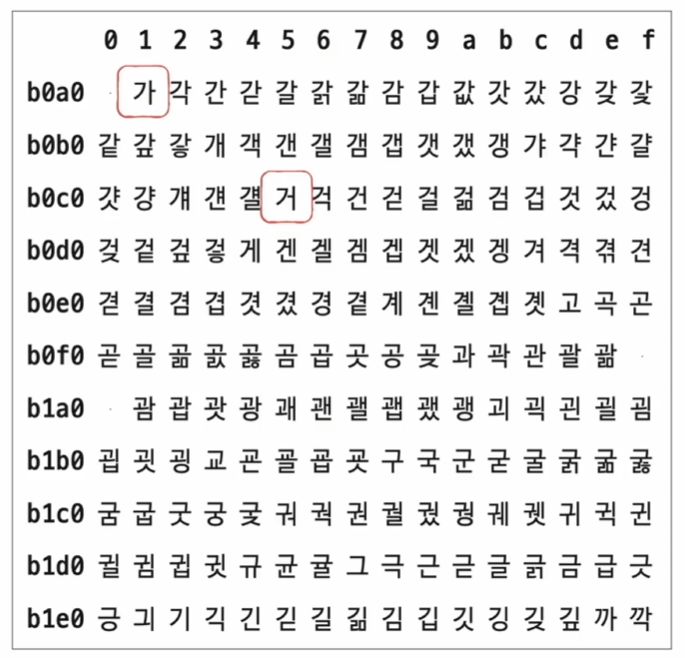 0 1 2 3 4 5 6 7 8 9 a b c d e f
b0a0 · 가 각 간 갇 갈 갉 갊 감 갑 값 갓 갔 강 갖 갗
b0b0 같 갚 갛 개 객 갠 갤 갬 갭 갯 갰 갱 갸 갹 갼 걀
b0c0 걋 걍 걔 걘 걜 거 걱 건 걷 걸 걺 검 겁 것 겄 겅
b0d0 겆 겉 겊 겋 게 겐 겔 겜 겝 겟 겠 겡 겨 격 겪 견
b0e0 겯 결 겸 겹 겻 겼 경 곁 계 곈 곌 곕 곗 고 곡 곤
b0f0 곧 골 곪 곬 곯 곰 곱 곳 공 곶 과 곽 관 괄 괆 ·
b1a0 · 괌 괍 괏 광 괘 괜 괠 괩 괬 괭 괴 괵 괸 괼 굄
b1b0 굅 굇 굉 교 굔 굘 굡 굣 구 국 군 굳 굴 굵 굶 굻
b1c0 굼 굽 굿 궁 궂 궈 궉 권 궐 궜 궝 궤 궷 귀 귁 귄
b1d0 귈 귐 귑 귓 규 균 귤 그 극 근 귿 글 긁 금 급 긋
b1e0 긍 긔 기 긱 긴 긷 길 긺 김 깁 깃 깅 깆 깊 까 깍